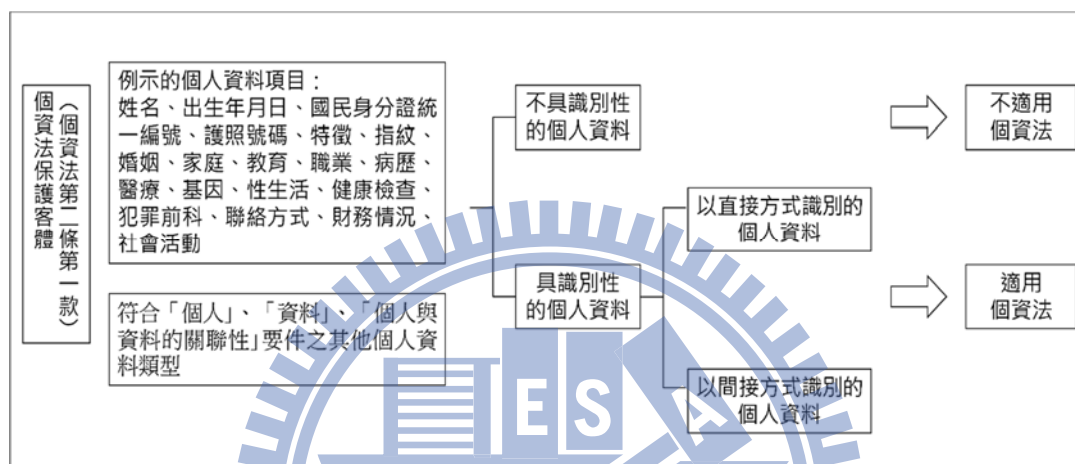 個資法保護客體
（個資法第二條第一款）
例示的個人資料項目：
姓名、出生年月日、國民身分證統
一編號、護照號碼、特徵、指紋、
婚姻、家庭、教育、職業、病歷、
醫療、基因、性生活、健康檢查、
犯罪前科、聯絡方式、財務情況、
社會活動
符合「個人」、「資料」、「個人與
資料的關聯性」要件之其他個人資
料類型
不具識別性
的個人資料
具識別性
的個人資料
以直接方式識別的
個人資料
以間接方式識別的
個人資料
不適用
個資法
適用
個資法
E S A